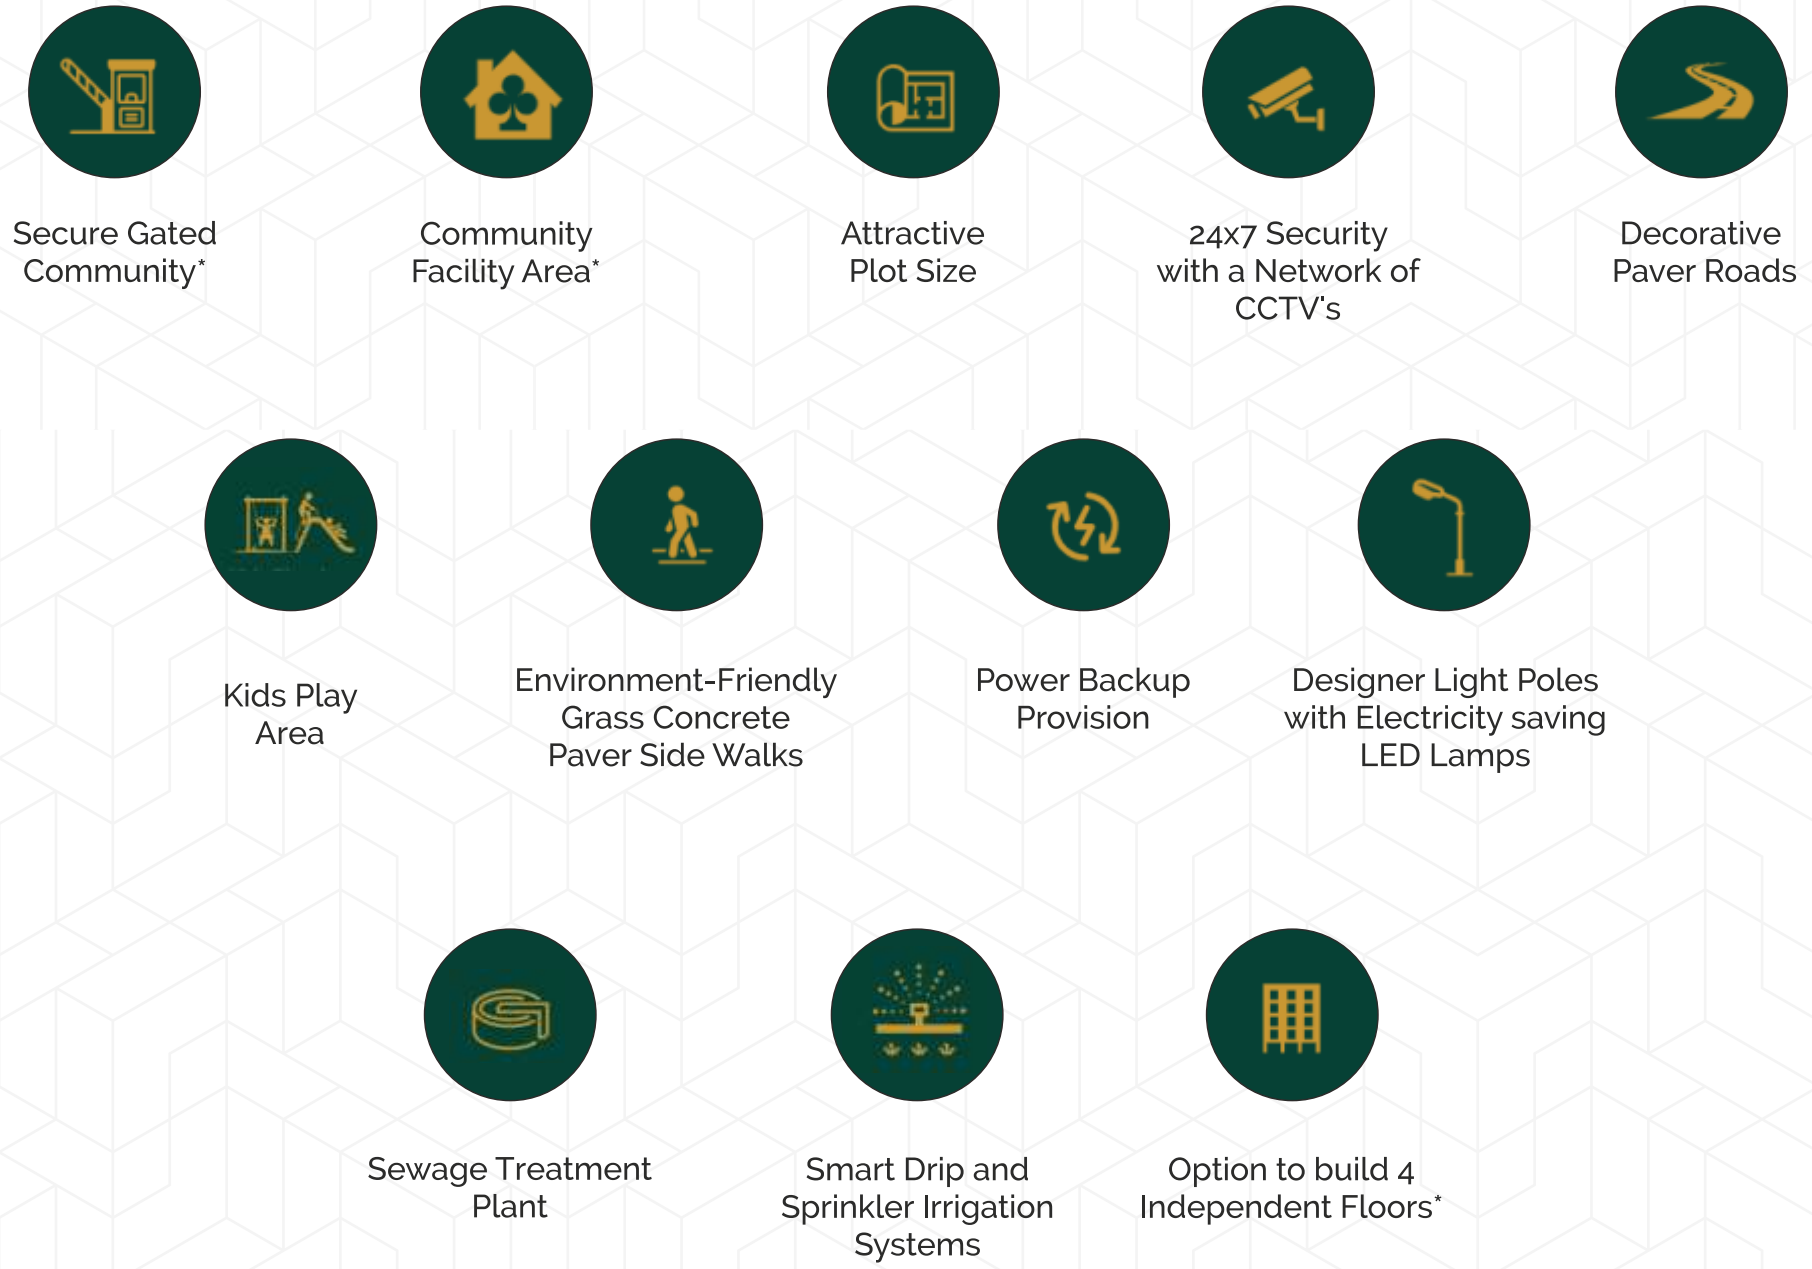 Secure Gated
Community*
Community
Facility Area*
Attractive
Plot Size
24x7 Security
with a Network of
CCTV's
Decorative
Paver Roads
Kids Play
Area
Environment-Friendly
Grass Concrete
Paver Side Walks
Power Backup
Provision
Designer Light Poles
with Electricity saving
LED Lamps
Sewage Treatment
Plant
Smart Drip and
Sprinkler Irrigation
Systems
Option to build 4
Independent Floors*